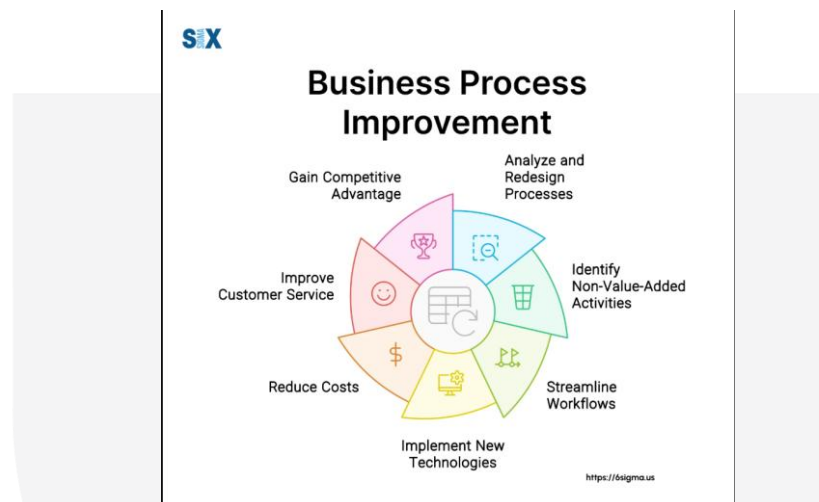 SIX
SIGMA
Business Process
Improvement
Analyze and
Redesign
Processes
Identify
Non-Value-Added
Activities
Streamline
Workflows
Implement New
Technologies
Reduce Costs
Improve
Customer Service
Gain Competitive
Advantage
$
https://6sigma.us